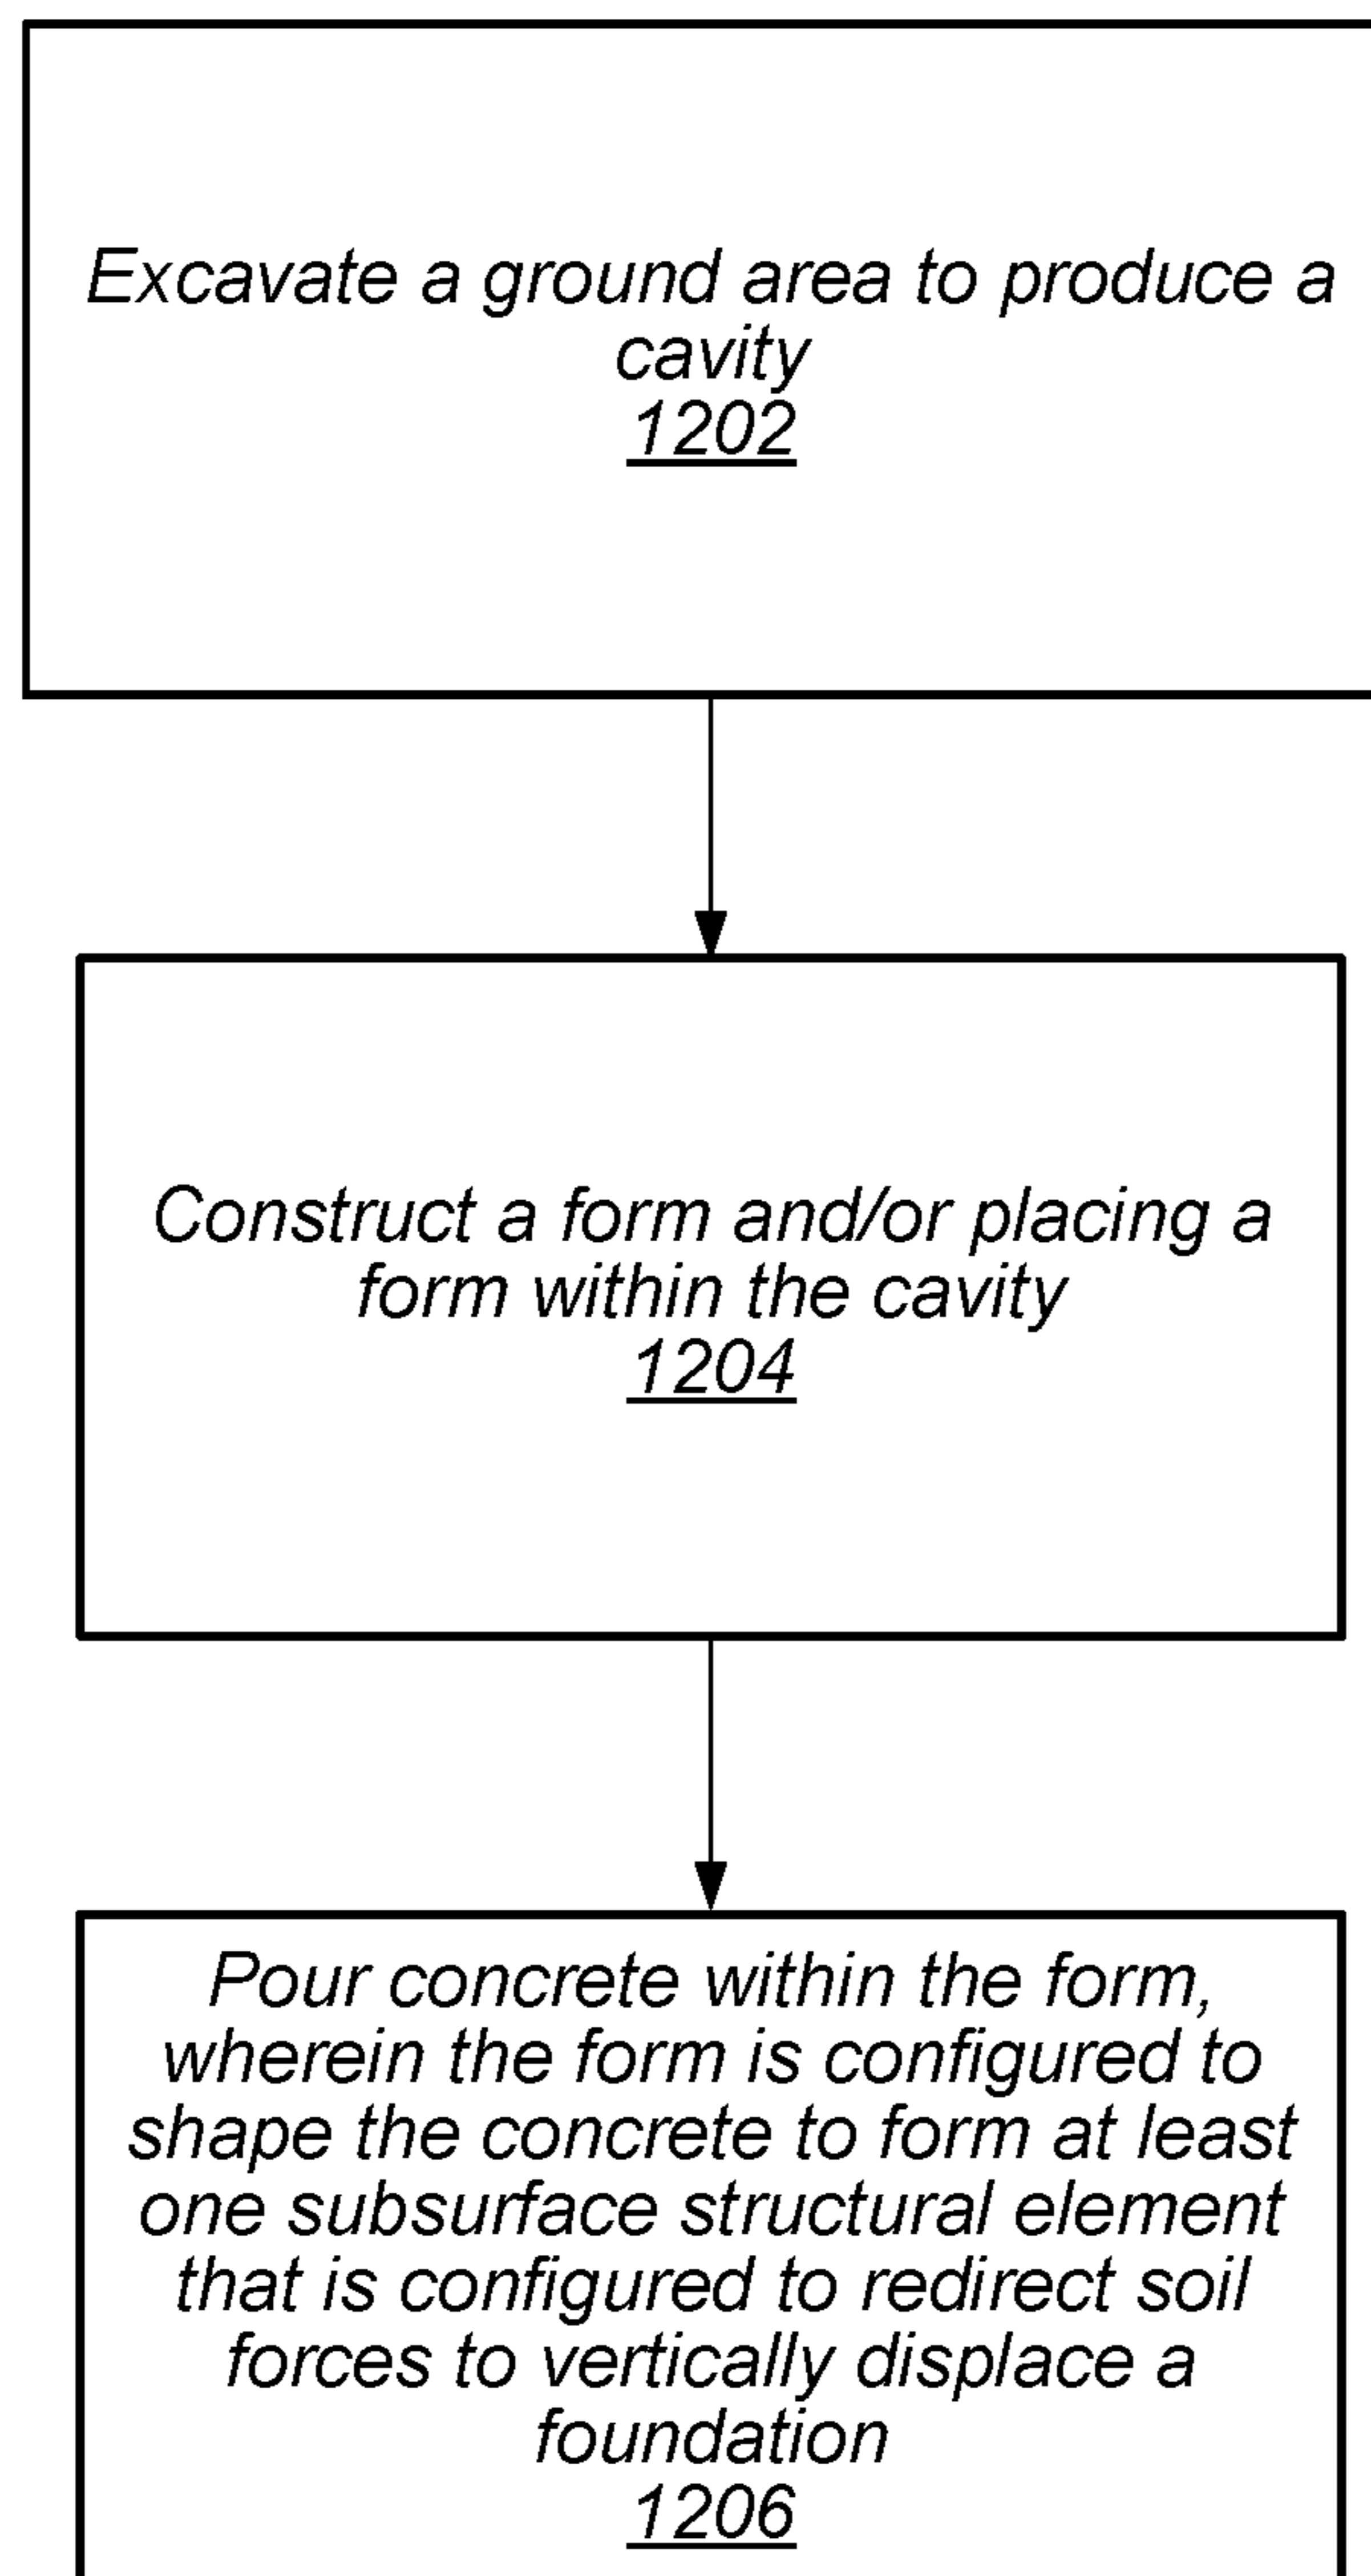 Excavate a ground area to produce a
cavity
1202
Construct a form and/or placing a
form within the cavity
1204
Pour concrete within the form,
wherein the form is configured to
shape the concrete to form at least
one subsurface structural element
that is configured to redirect soil
forces to vertically displace a
foundation
1206